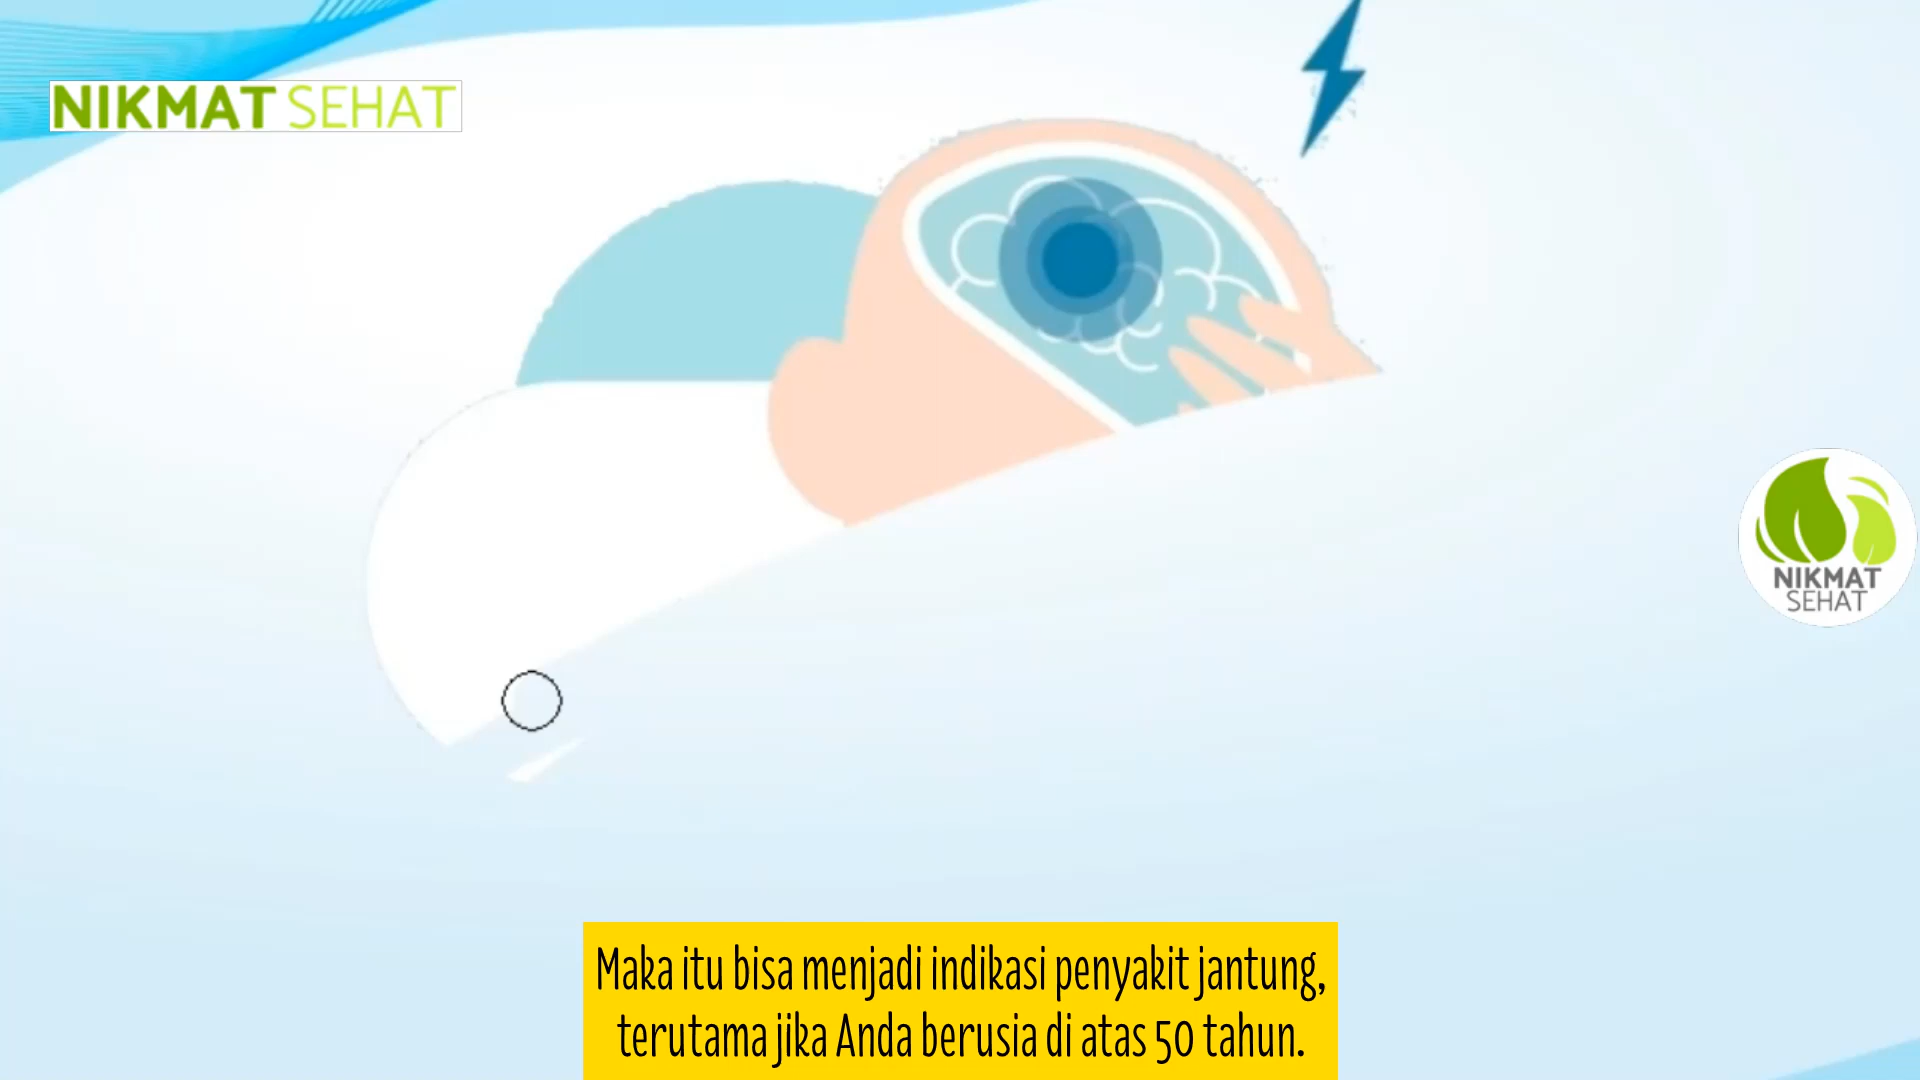 NIKMAT SEHAT
NIKMAT
SEHAT
Maka itu bisa menjadi indikasi penyakit jantung,
terutama jika Anda berusia di atas 50 tahun.